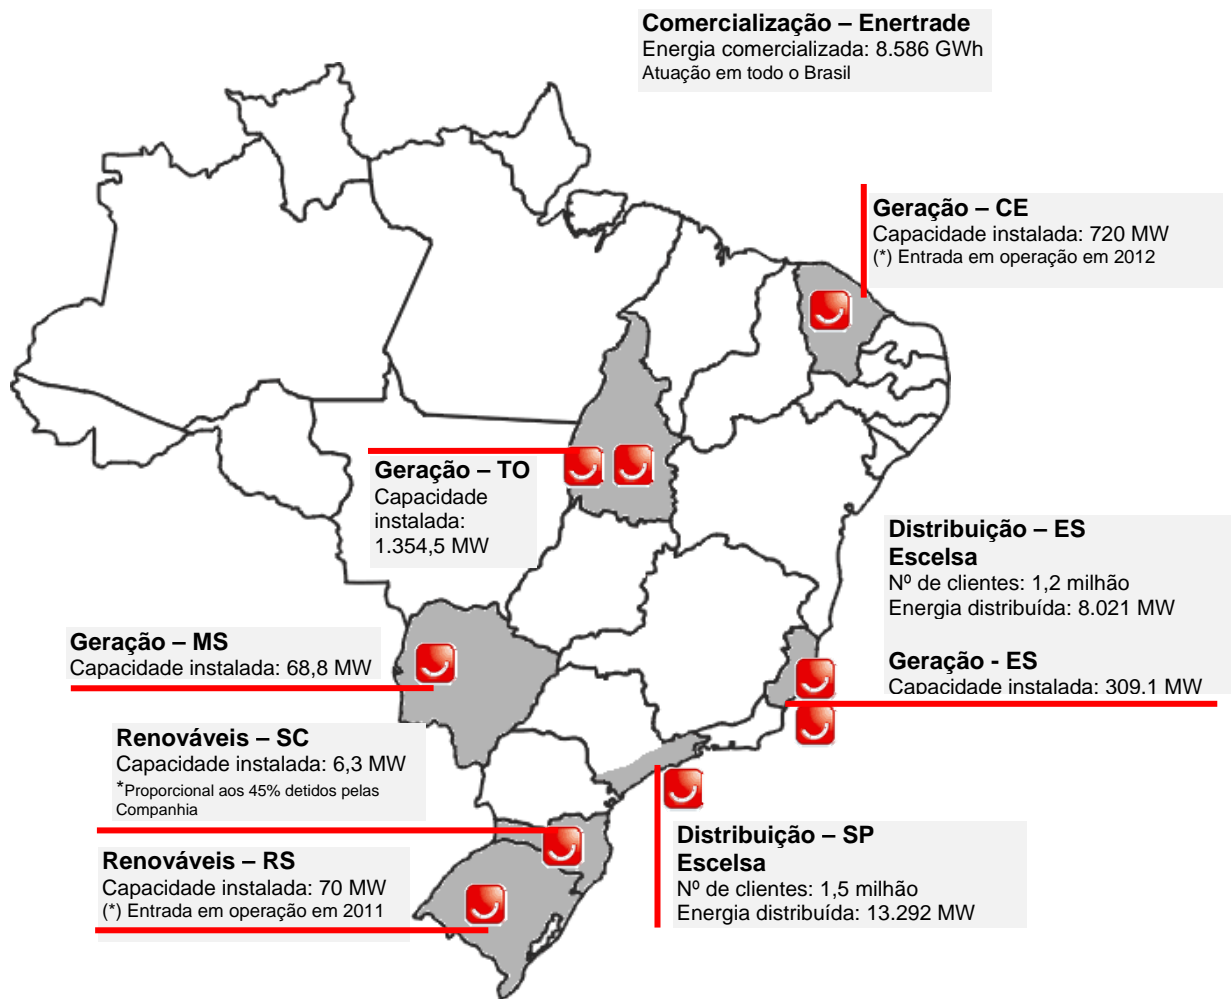 Comercialização – Enertrade
Energia comercializada: 8.586 GWh
Atuação em todo o Brasil
Geração – CE
Capacidade instalada: 720 MW
(*) Entrada em operação em 2012
Geração – TO
Capacidade
instalada:
1.354,5 MW
Distribuição – ES
Escelsa
Nº de clientes: 1,2 milhão
Energia distribuída: 8.021 MW
Geração - ES
Capacidade instalada: 309.1 MW
Geração – MS
Capacidade instalada: 68,8 MW
Renováveis – SC
Capacidade instalada: 6,3 MW
*Proporcional aos 45% detidos pelas
Companhia
Renováveis – RS
Capacidade instalada: 70 MW
(*) Entrada em operação em 2011
Distribuição – SP
Escelsa
Nº de clientes: 1,5 milhão
Energia distribuída: 13.292 MW